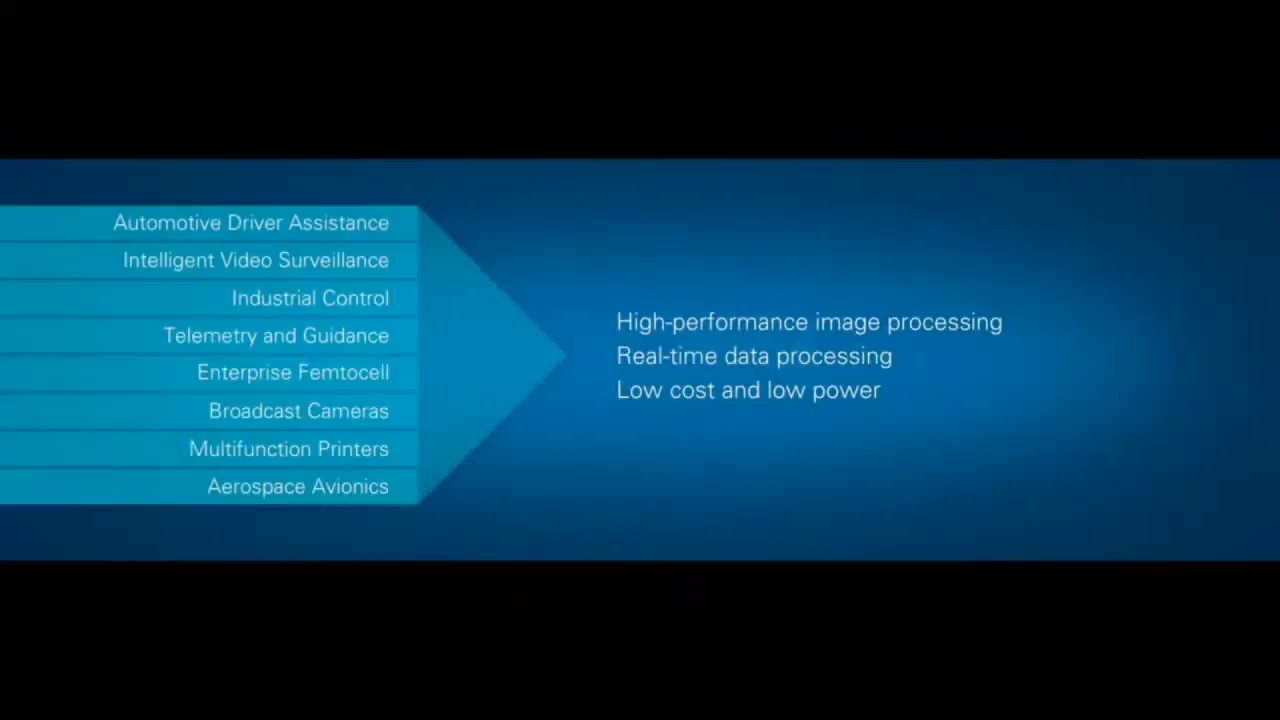 Automotive Driver Assistance
Intelligent Video Surveillance
Industrial Control
Telemetry and Guidance
Enterprise Femtocell
Broadcast Cameras
Multifunction Printers
Aerospace Avionics
High-performance image processing
Real-time data processing
Low cost and low power